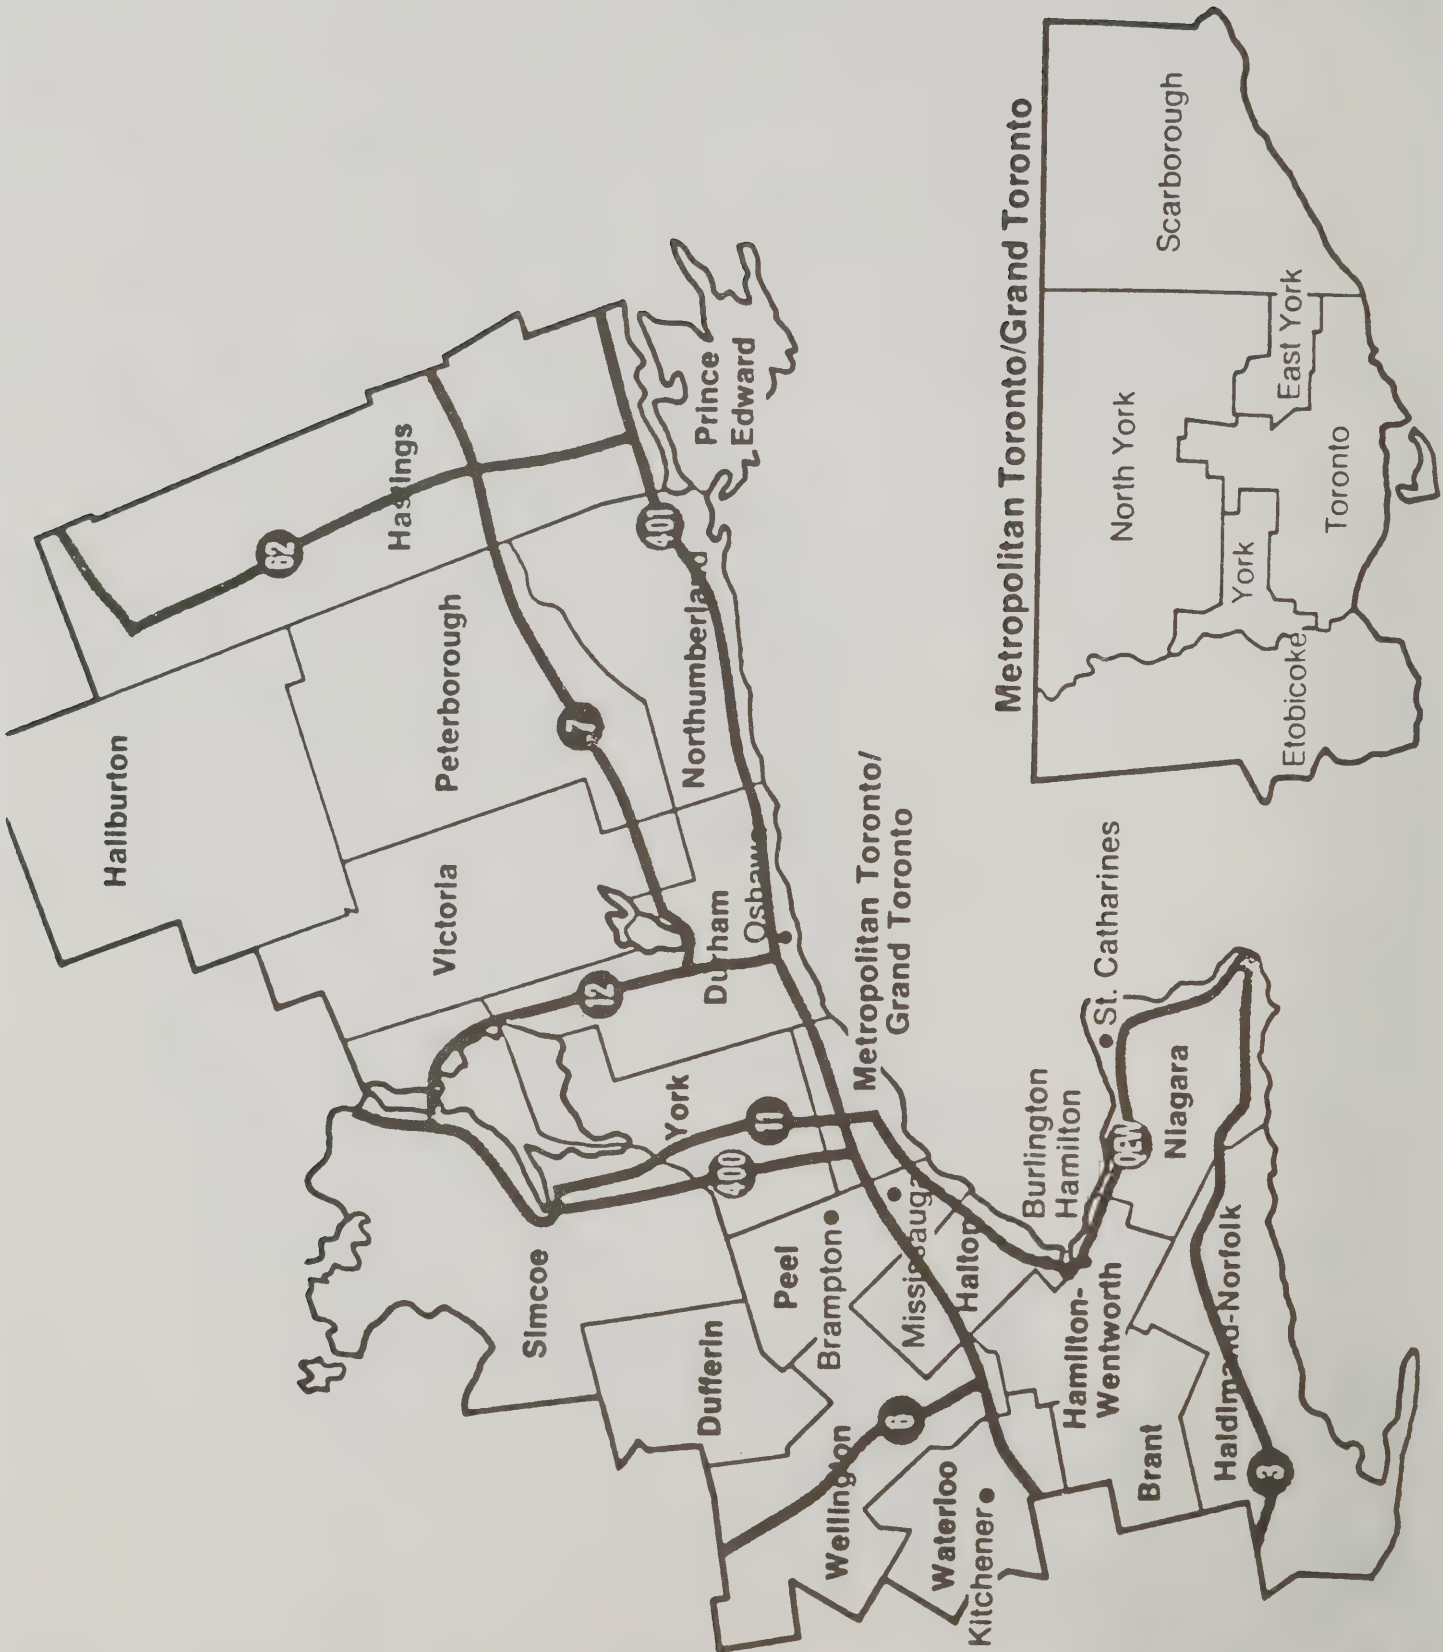 Haliburton
62
Hastings
Victoria
Peterborough
Simcoe
12
7
Durham
Northumberland
401
Prince
Edward
Oshawa
York
11
400
Dufferin
Peel
Brampton
Metropolitan Toronto/
Grand Toronto
Mississauga
Halton
Wellington
6
Waterloo
Kitchener
Burlington
Hamilton
St. Catharines
QEW
Niagara
Hamilton-
Wentworth
Brant
Haldimand-Norfolk
3
Metropolitan Toronto/Grand Toronto
North York
Scarborough
York
East York
Etobicoke
Toronto